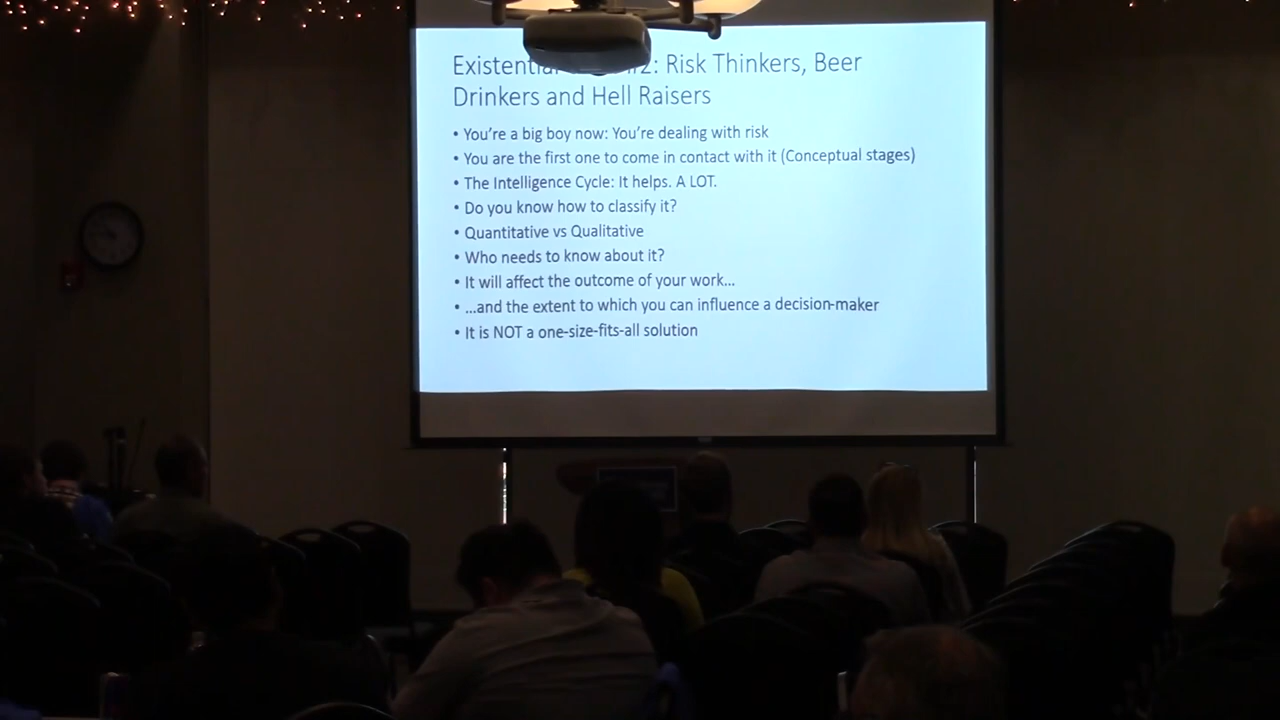 Existential 2: Risk Thinkers, Beer
Drinkers and Hell Raisers
• You’re a big boy now: You’re dealing with risk
• You are the first one to come in contact with it (Conceptual stages)
• The Intelligence Cycle: It helps. A LOT.
• Do you know how to classify it?
• Quantitative vs Qualitative
• Who needs to know about it?
• It will affect the outcome of your work…
• …and the extent to which you can influence a decision-maker
• It is NOT a one-size-fits-all solution